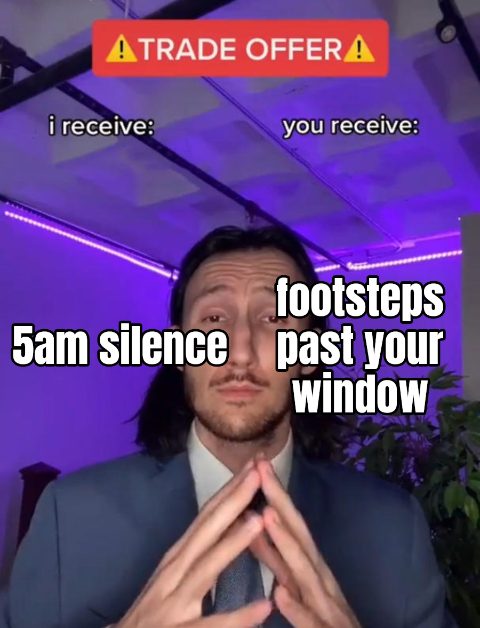 ⚠️TRADE OFFER⚠️
i receive:
you receive:
5am silence
footsteps
past your
window